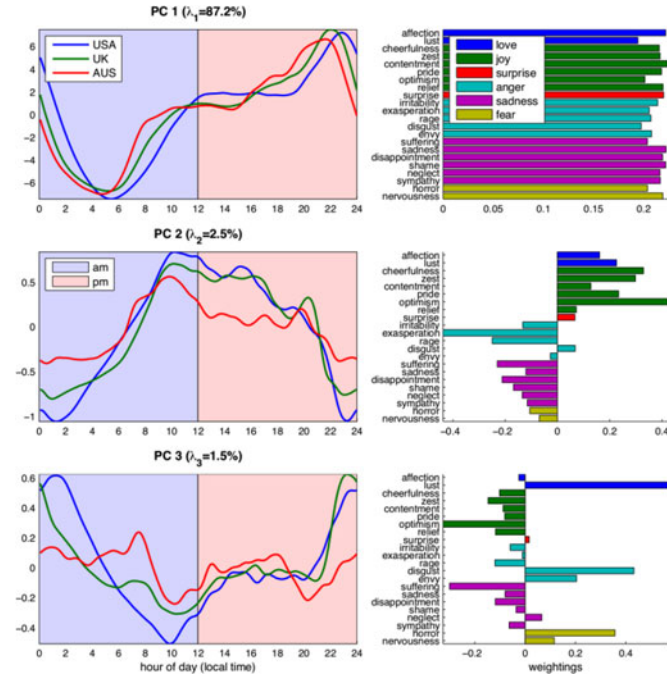 PC 1 (λ1=87.2%)
USA
UK
AUS
6
4
2
0
−2
−4
−6
0 2 4 6 8 10 12 14 16 18 20 22 24
affection
lust
cheerfulness
zest
contentment
pride
optimism
relief
surprise
irritability
exasperation
rage
disgust
envy
suffering
sadness
disappointment
shame
neglect
sympathy
horror
nervousness
love
joy
surprise
anger
sadness
fear
0 0.05 0.1 0.15 0.2
PC 2 (λ2=2.5%)
am
pm
0.5
0
−0.5
−1
0 2 4 6 8 10 12 14 16 18 20 22 24
affection
lust
cheerfulness
zest
contentment
pride
optimism
relief
surprise
irritability
exasperation
rage
disgust
envy
suffering
sadness
disappointment
shame
neglect
sympathy
horror
nervousness
−0.4 −0.2 0 0.2 0.4
PC 3 (λ3=1.5%)
0.6
0.4
0.2
0
−0.2
−0.4
0 2 4 6 8 10 12 14 16 18 20 22 24
hour of day (local time)
affection
lust
cheerfulness
zest
contentment
pride
optimism
relief
surprise
irritability
exasperation
rage
disgust
envy
suffering
sadness
disappointment
shame
neglect
sympathy
horror
nervousness
−0.2 0 0.2 0.4
weightings